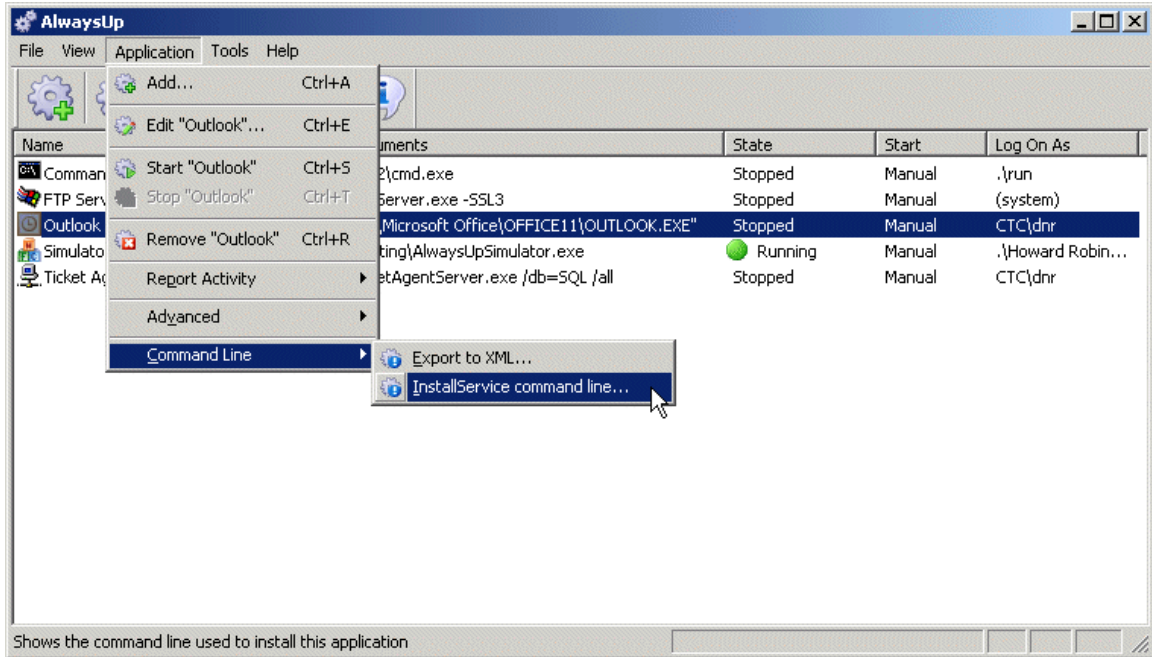 AlwaysUp
File View Application Tools Help
Add... Ctrl+A
Edit "Outlook"... Ctrl+E
Start "Outlook" Ctrl+S
Stop "Outlook" Ctrl+T
Remove "Outlook" Ctrl+R
Report Activity
Advanced
Command Line
Export to XML...
InstallService command line...
Name uments State Start Log On As
Comman 2\cmd.exe Stopped Manual .\run
FTP Serv Server.exe -SSL3 Stopped Manual (system)
Outlook \Microsoft Office\OFFICE11\OUTLOOK.EXE" Stopped Manual CTC\dnr
Simulato ting\AlwaysUpSimulator.exe Running Manual .\Howard Robin...
Ticket Ag etAgentServer.exe /db=SQL /all Stopped Manual CTC\dnr
Shows the command line used to install this application